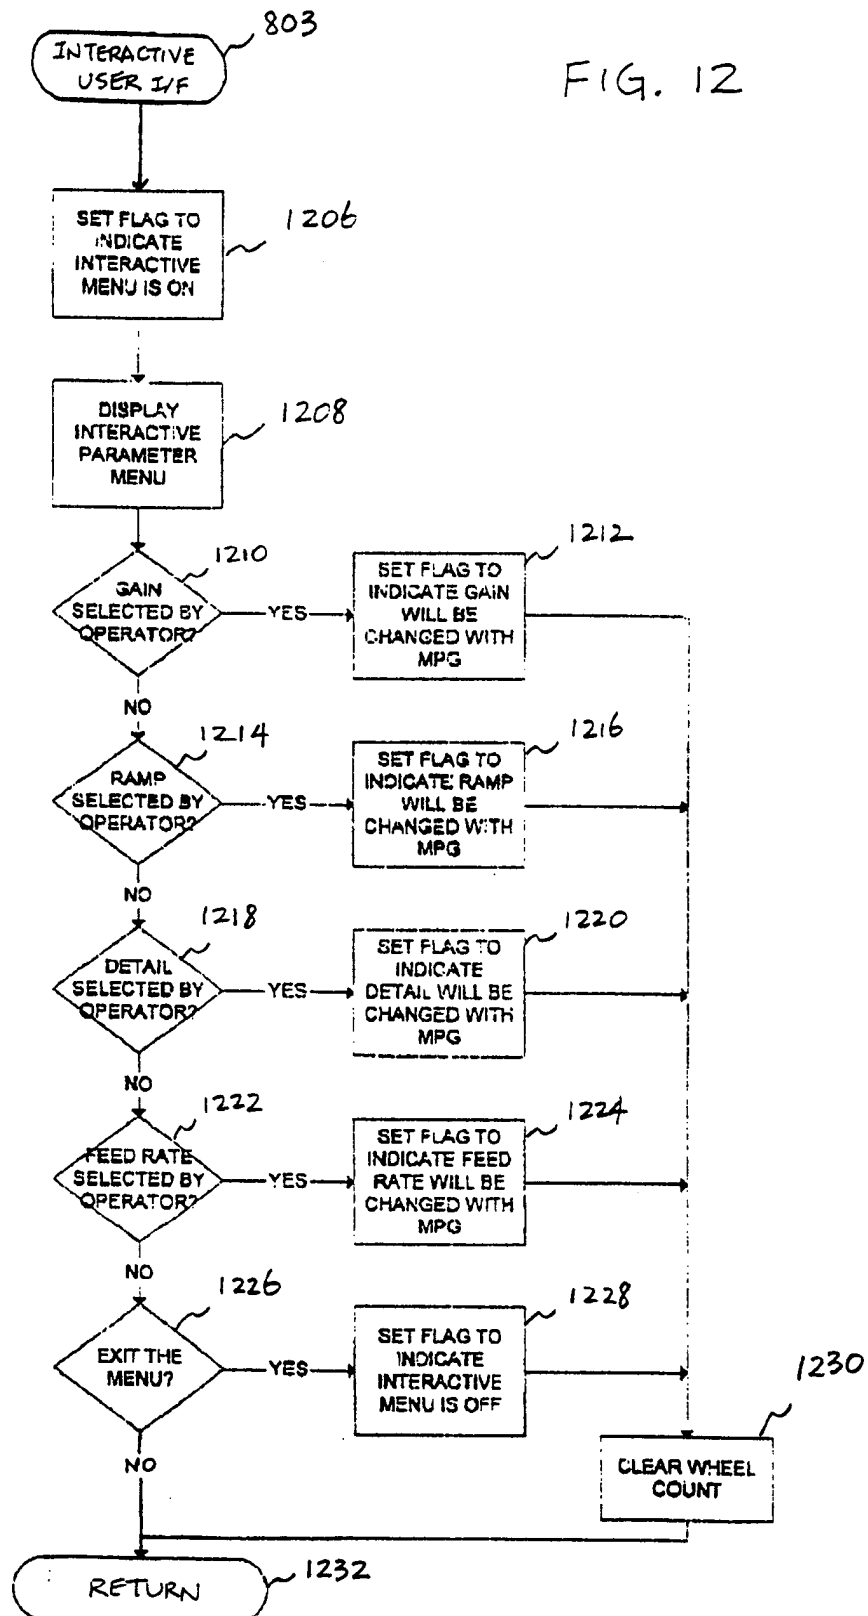 803
INTERACTIVE
USER I/F
FIG. 12
SET FLAG TO
INDICATE
INTERACTIVE
MENU IS ON
1206
DISPLAY
INTERACTIVE
PARAMETER
MENU
1208
GAIN
SELECTED BY
OPERATOR?
1210
YES
SET FLAG TO
INDICATE GAIN
WILL BE
CHANGED WITH
MPG
1212
NO
RAMP
SELECTED BY
OPERATOR?
1214
YES
SET FLAG TO
INDICATE RAMP
WILL BE
CHANGED WITH
MPG
1216
NO
DETAIL
SELECTED BY
OPERATOR?
1218
YES
SET FLAG TO
INDICATE
DETAIL WILL BE
CHANGED WITH
MPG
1220
NO
FEED RATE
SELECTED BY
OPERATOR?
1222
YES
SET FLAG TO
INDICATE FEED
RATE WILL BE
CHANGED WITH
MPG
1224
NO
EXIT THE
MENU?
1226
YES
SET FLAG TO
INDICATE
INTERACTIVE
MENU IS OFF
1228
NO
CLEAR WHEEL
COUNT
1230
RETURN
1232